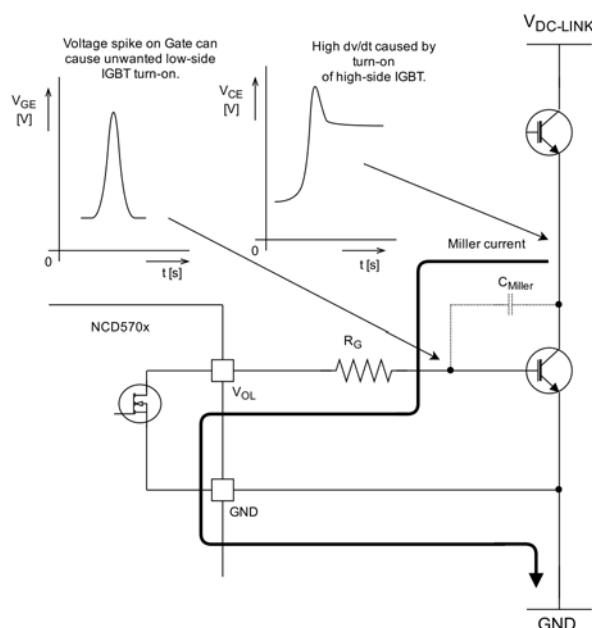 V_DC-LINK
Voltage spike on Gate can
cause unwanted low-side
IGBT turn-on.
High dv/dt caused by
turn-on
of high-side IGBT.
V_GE
[V]
V_CE
[V]
0
t [s]
0
t [s]
Miller current
C_Miller
NCD570x
R_G
V_OL
GND
GND